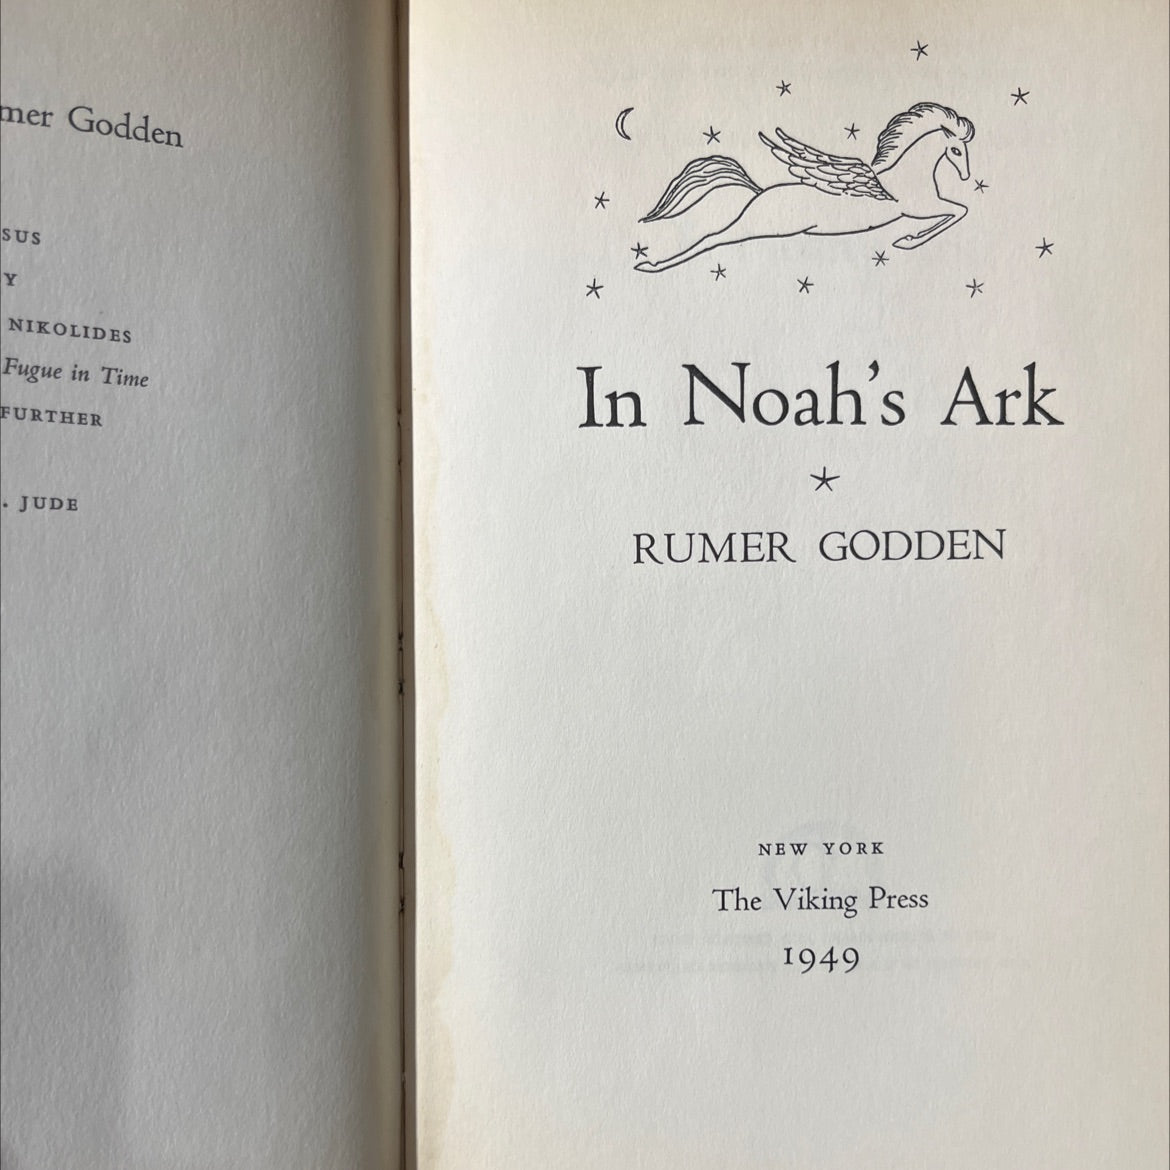 mer Godden
SUS
Y
NIKOLIDES
Fugue in Time
FURTHER
. JUDE
In Noah's Ark
RUMER GODDEN
NEW YORK
The Viking Press
1949